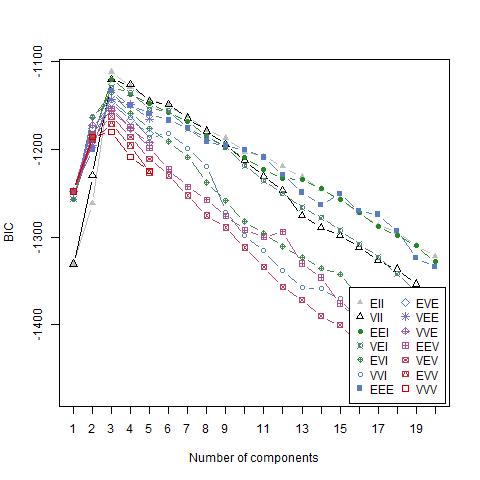 -1100
-1200
-1300
-1400
BIC
EII EVE
VII VEE
EEI VVE
VEI EEV
EVI VEV
VVI EVV
EEE VVV
1 2 3 4 5 6 7 8 9 11 13 15 17 19
Number of components